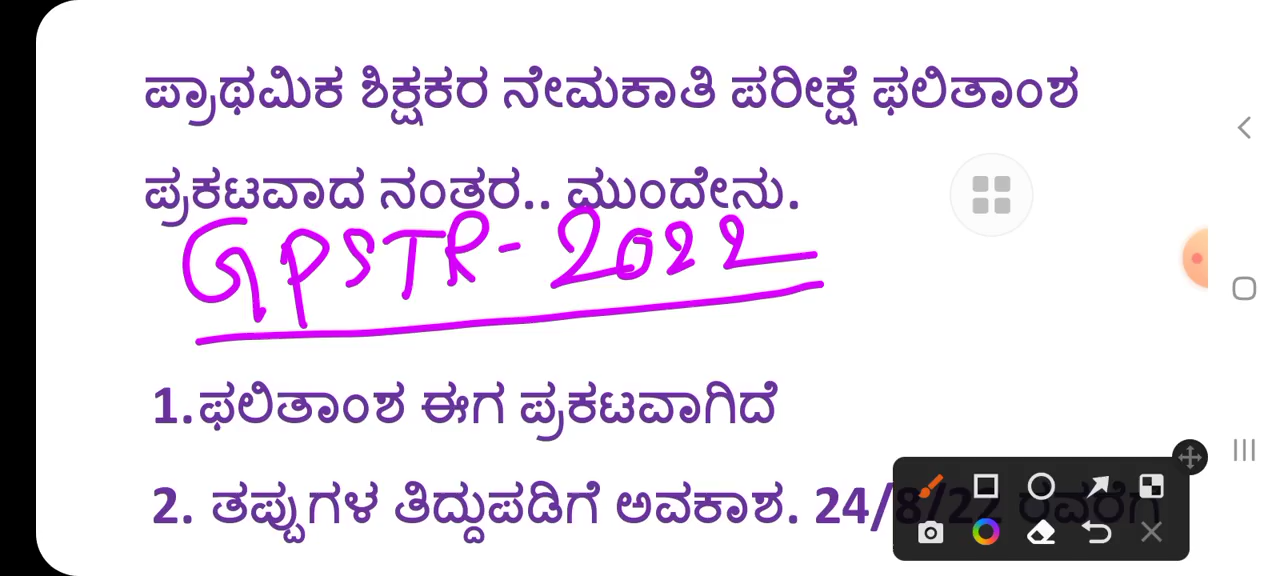 ಪ್ರಾಥಮಿಕ ಶಿಕ್ಷಕರ ನೇಮಕಾತಿ ಪರೀಕ್ಷೆ ಫಲಿತಾಂಶ
ಪ್ರಕಟವಾದ ನಂತರ.. ಮುಂದೇನು.
GPSTR-2022
1.ಫಲಿತಾಂಶ ಈಗ ಪ್ರಕಟವಾಗಿದೆ
2. ತಪ್ಪುಗಳ ತಿದ್ದುಪಡಿಗೆ ಅವಕಾಶ. 24/8/22 ರವರೆಗೆ